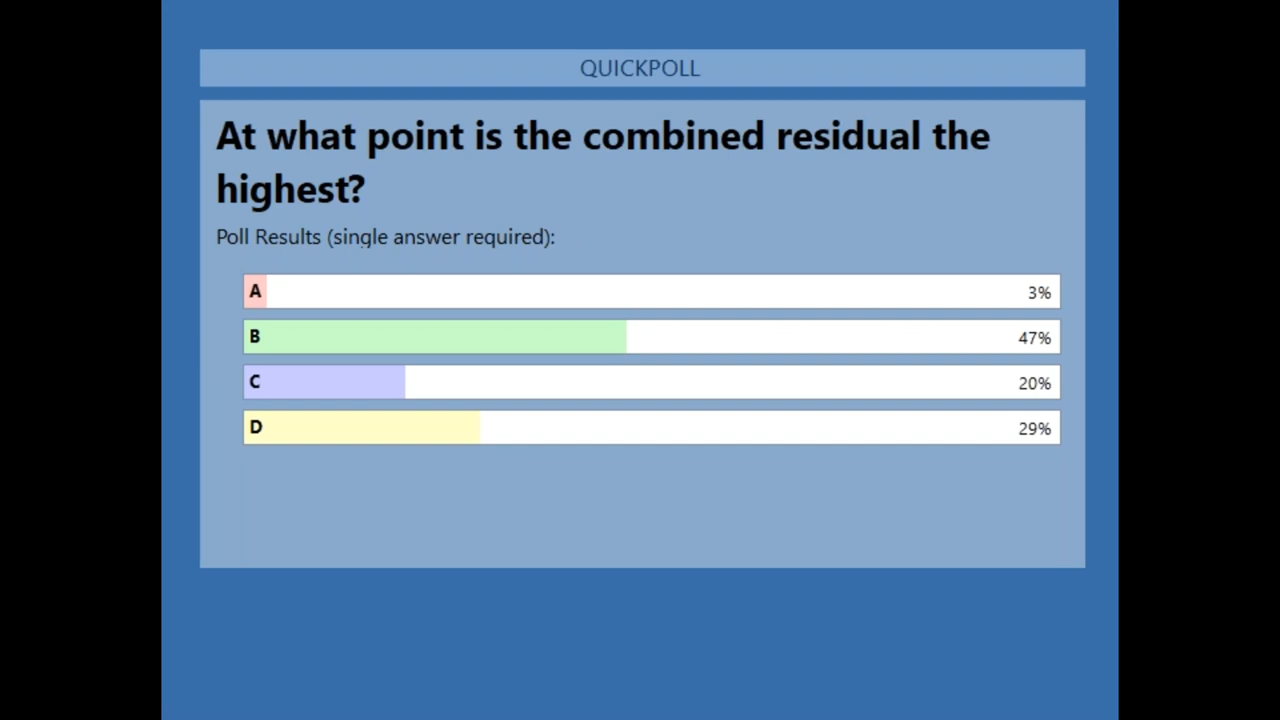 QUICKPOLL
At what point is the combined residual the
highest?
Poll Results (single answer required):
A 3%
B 47%
C 20%
D 29%